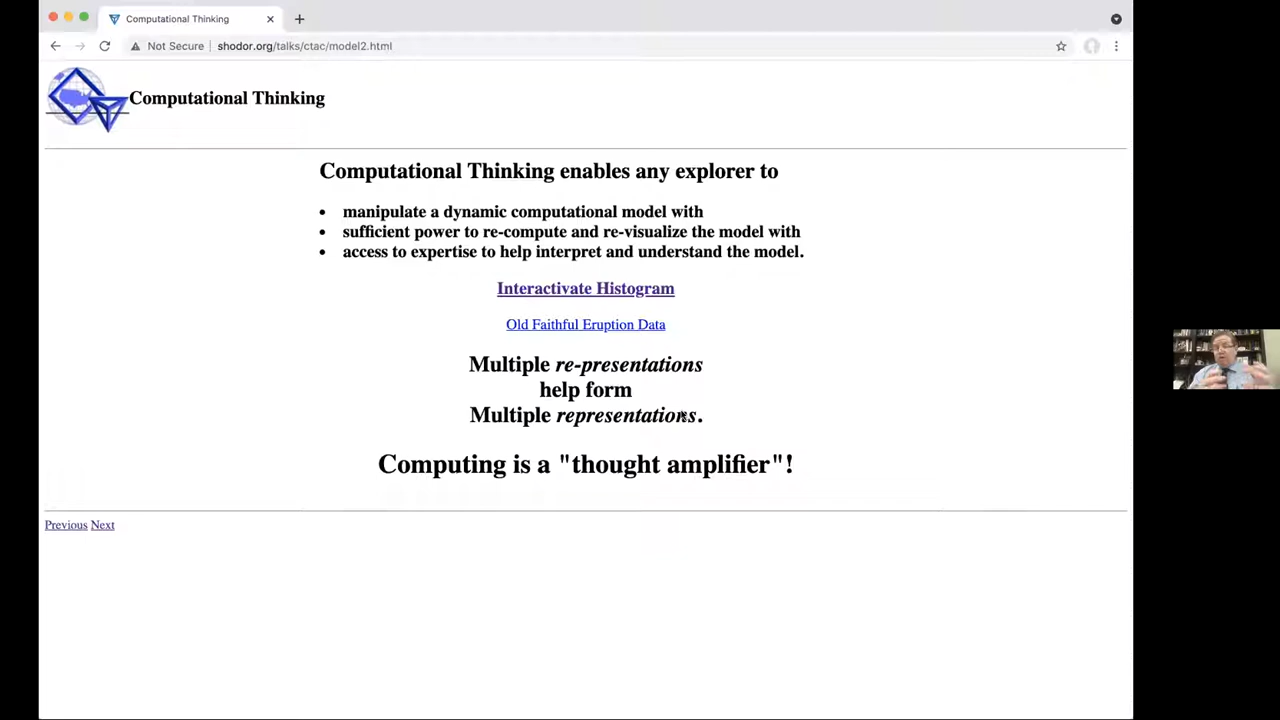 Computational Thinking
Not Secure
shodor.org/talks/ctac/model2.html
Computational Thinking
Computational Thinking enables any explorer to
• manipulate a dynamic computational model with
• sufficient power to re-compute and re-visualize the model with
• access to expertise to help interpret and understand the model.
Interactivate Histogram
Old Faithful Eruption Data
Multiple re-presentations
help form
Multiple representations.
Computing is a "thought amplifier"!
Previous Next